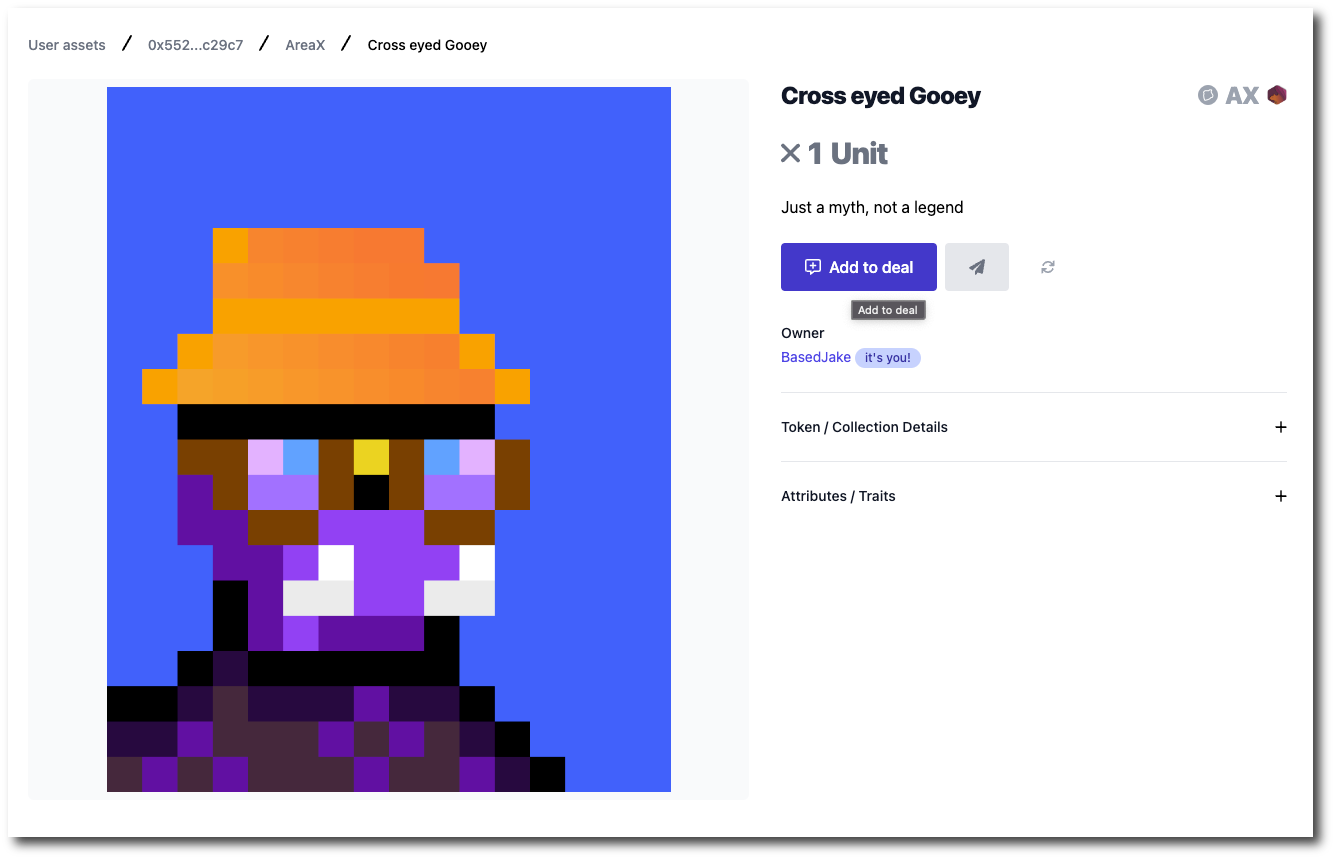 User assets / 0x552...c29c7 / AreaX / Cross eyed Gooey
Cross eyed Gooey
AX
× 1 Unit
Just a myth, not a legend
Add to deal
Add to deal
Owner
BasedJake it's you!
Token / Collection Details +
Attributes / Traits +